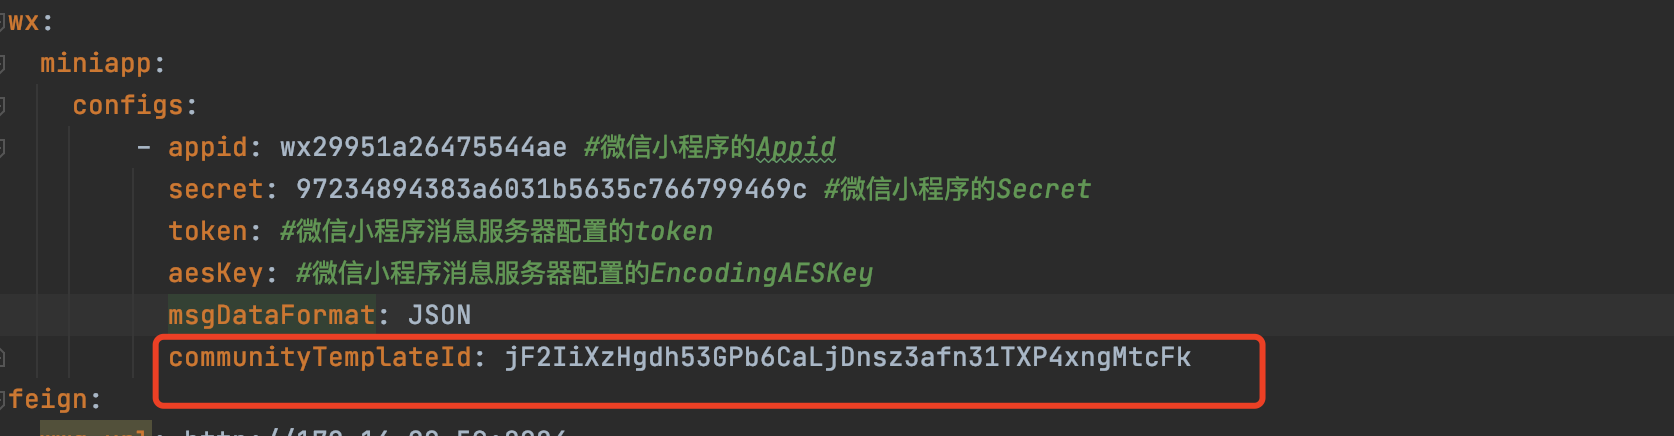 wx:
miniapp:
configs:
- appid: wx29951a26475544ae #微信小程序的Appid
secret: 97234894383a6031b5635c766799469c #微信小程序的Secret
token: #微信小程序消息服务器配置的token
aesKey: #微信小程序消息服务器配置的EncodingAESKey
msgDataFormat: JSON
communityTemplateId: jF2IiXzHgdh53GPb6CaLjDnsz3afn31TXP4xngMtcFk
feign: